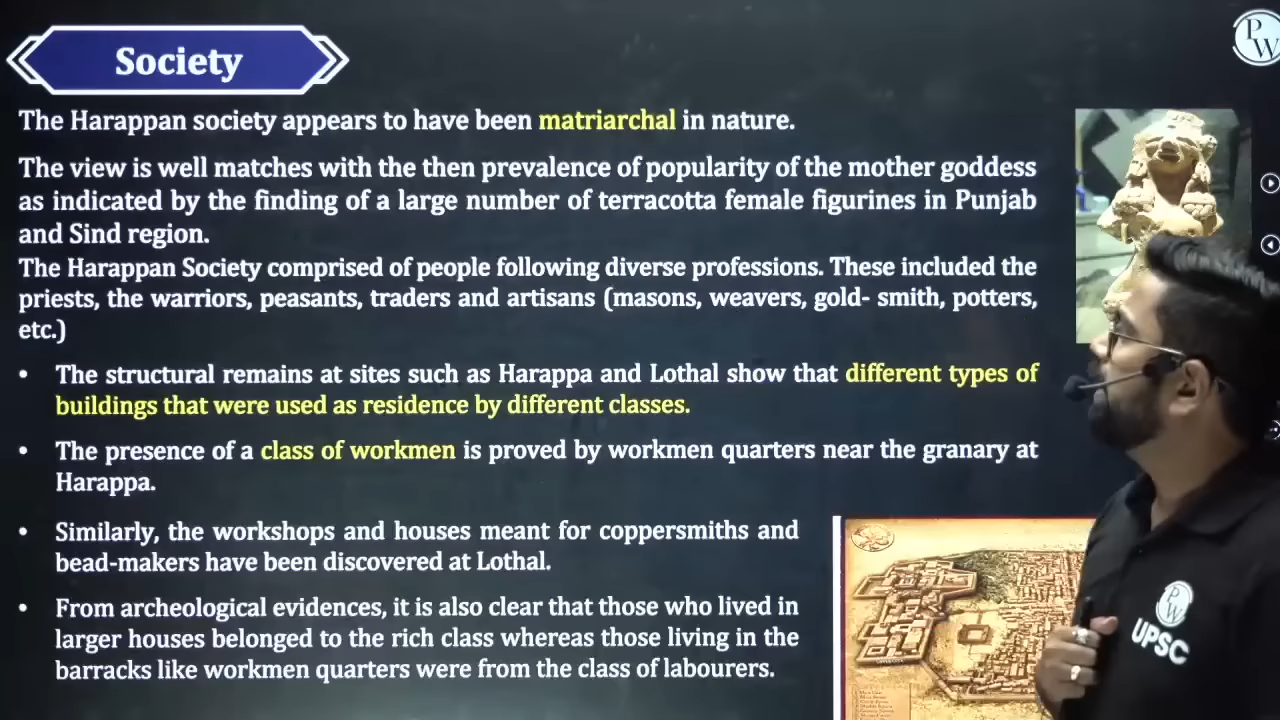 Society
PW
The Harappan society appears to have been matriarchal in nature.
The view is well matches with the then prevalence of popularity of the mother goddess
as indicated by the finding of a large number of terracotta female figurines in Punjab
and Sind region.
The Harappan Society comprised of people following diverse professions. These included the
priests, the warriors, peasants, traders and artisans (masons, weavers, gold- smith, potters,
etc.)
• The structural remains at sites such as Harappa and Lothal show that different types of
buildings that were used as residence by different classes.
• The presence of a class of workmen is proved by workmen quarters near the granary at
Harappa.
• Similarly, the workshops and houses meant for coppersmiths and
bead-makers have been discovered at Lothal.
• From archeological evidences, it is also clear that those who lived in
larger houses belonged to the rich class whereas those living in the
barracks like workmen quarters were from the class of labourers.
PW
UPSC